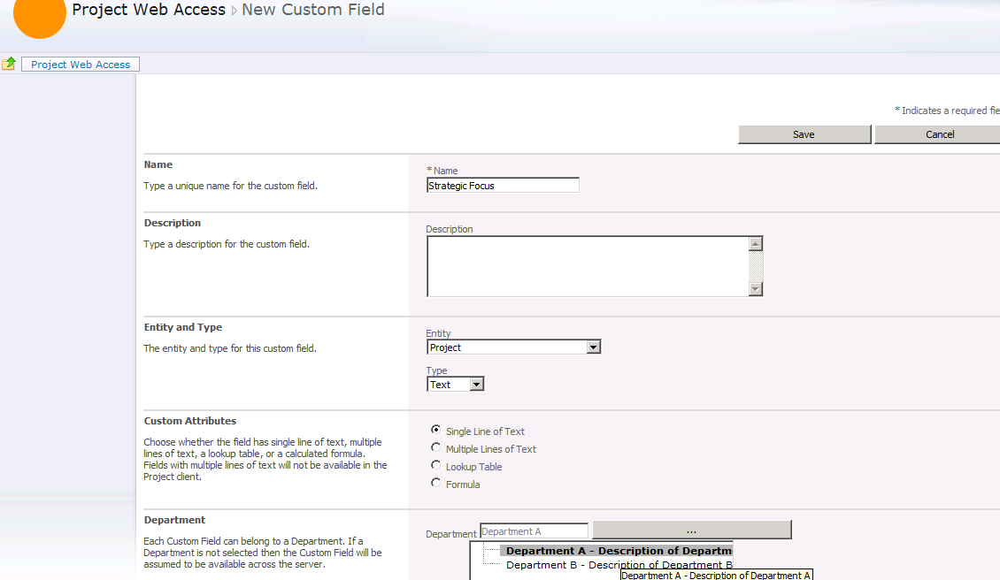 Project Web Access ▷ New Custom Field
Project Web Access
* Indicates a required fie
Save Cancel
Name
Type a unique name for the custom field.
* Name
Strategic Focus
Description
Type a description for the custom field.
Description
Entity and Type
The entity and type for this custom field.
Entity
Project
Type
Text
Custom Attributes
Choose whether the field has single line of text, multiple
lines of text, a lookup table, or a calculated formula.
Fields with multiple lines of text will not be available in the
Project client.
Single Line of Text
Multiple Lines of Text
Lookup Table
Formula
Department
Each Custom Field can belong to a Department. If a
Department is not selected then the Custom Field will be
assumed to be available across the server.
Department Department A ...
Department A - Description of Departm
Department B - Description of Department B
Department A - Description of Department A